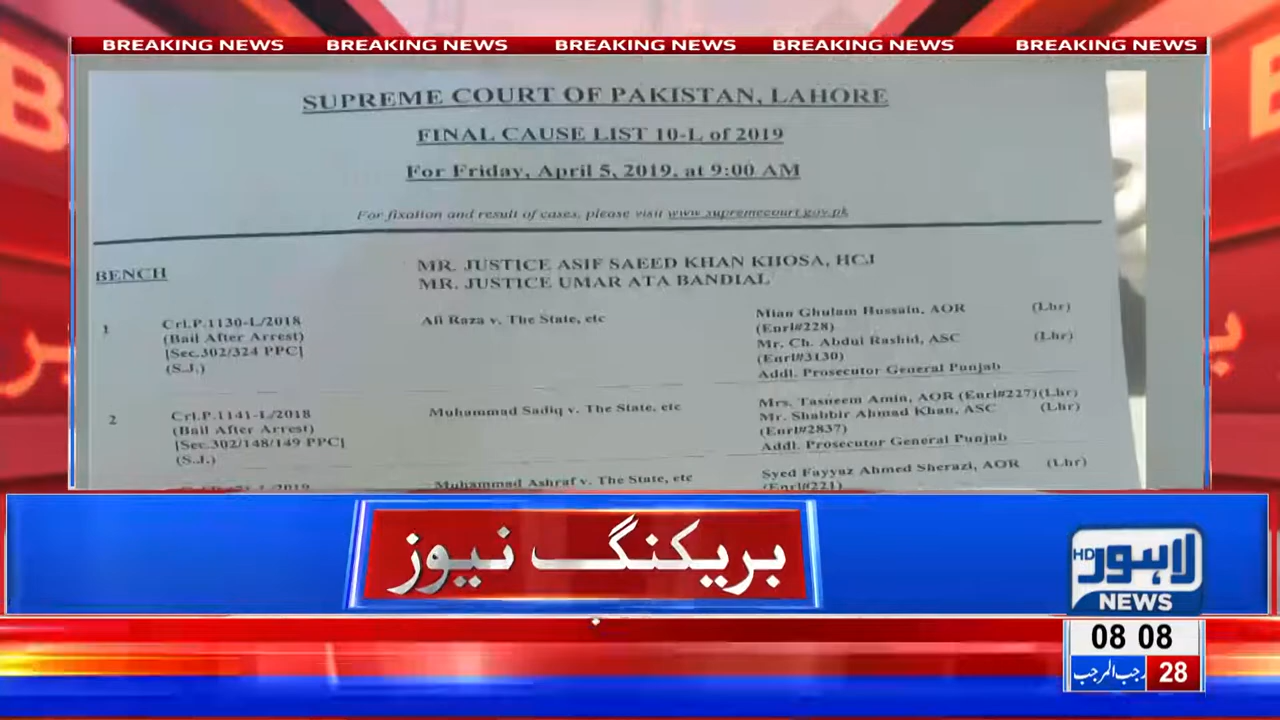 BREAKING NEWS BREAKING NEWS BREAKING NEWS BREAKING NEWS BREAKING NEWS
SUPREME COURT OF PAKISTAN, LAHORE
FINAL CAUSE LIST 10-L of 2019
For Friday, April 5, 2019, at 9:00 AM
For fixation and result of cases, please visit www.supremecourt.gov.pk
BENCH
MR. JUSTICE ASIF SAEED KHAN KHOSA, HCJ
MR. JUSTICE UMAR ATA BANDIAL
1 Crl.P.1130-L/2018 Ali Raza v. The State, etc Mian Ghulam Hussain, AOR (Lhr)
(Bail After Arrest) (Enrl#228)
[Sec.302/324 PPC] Mr. Ch. Abdul Rashid, ASC (Lhr)
(S.J.) (Enrl#3130)
Addl. Prosecutor General Punjab
2 Crl.P.1141-L/2018 Muhammad Sadiq v. The State, etc Mrs. Tasneem Amin, AOR (Enrl#227)(Lhr)
(Bail After Arrest) Mr. Shabbir Ahmad Khan, ASC (Lhr)
[Sec.302/148/149 PPC] (Enrl#2837)
(S.J.) Addl. Prosecutor General Punjab
Muhammad Ashraf v. The State, etc Syed Fayyaz Ahmed Sherazi, AOR (Lhr)
(Enrl#221)
بریکنگ نیوز
HD لاہور
NEWS
08 08
رجب المرجب 28